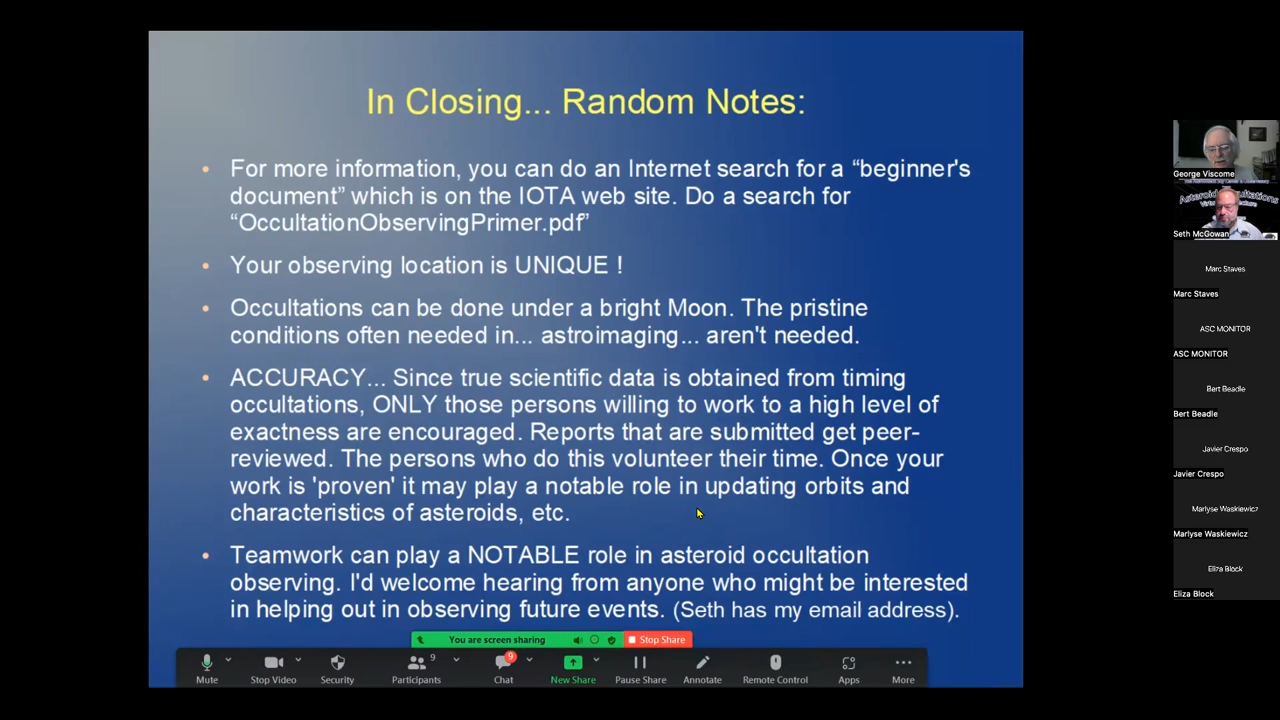 In Closing... Random Notes:
• For more information, you can do an Internet search for a “beginner's
document” which is on the IOTA web site. Do a search for
“OccultationObservingPrimer.pdf”
• Your observing location is UNIQUE !
• Occultations can be done under a bright Moon. The pristine
conditions often needed in... astroimaging... aren't needed.
• ACCURACY... Since true scientific data is obtained from timing
occultations, ONLY those persons willing to work to a high level of
exactness are encouraged. Reports that are submitted get peer-
reviewed. The persons who do this volunteer their time. Once your
work is 'proven' it may play a notable role in updating orbits and
characteristics of asteroids, etc.
• Teamwork can play a NOTABLE role in asteroid occultation
observing. I'd welcome hearing from anyone who might be interested
in helping out in observing future events. (Seth has my email address).
You are screen sharing
Stop Share
9
9
Mute
Stop Video
Security
Participants
Chat
New Share
Pause Share
Annotate
Remote Control
Apps
More
George Viscome
Seth McGowan
Marc Staves
Marc Staves
ASC MONITOR
ASC MONITOR
Bert Beadle
Bert Beadle
Javier Crespo
Javier Crespo
Marlyse Waskiewicz
Marlyse Waskiewicz
Eliza Block
Eliza Block